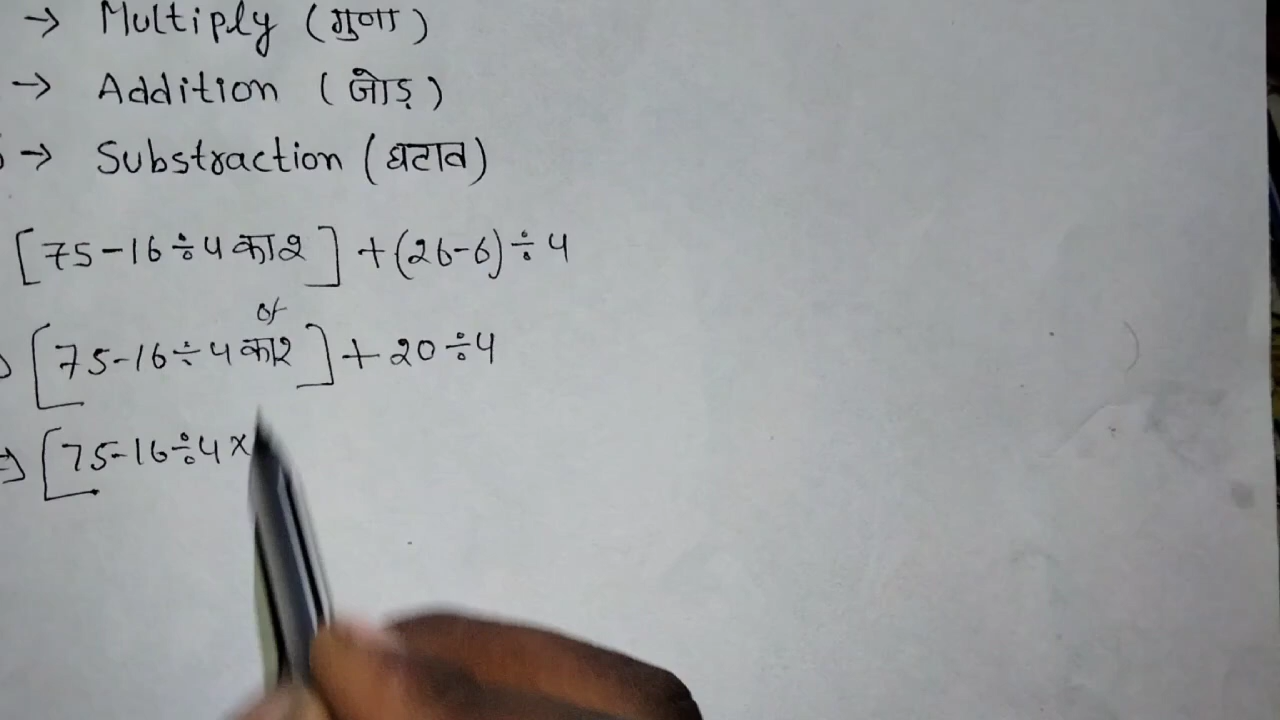 → Multiply (गुणा)
→ Addition (जोड़)
→ Substraction (घटाव)
[75-16÷4 का 2] +(26-6)÷4
of
[75-16÷4 का 2] + 20÷4
⇒ [75-16÷4×